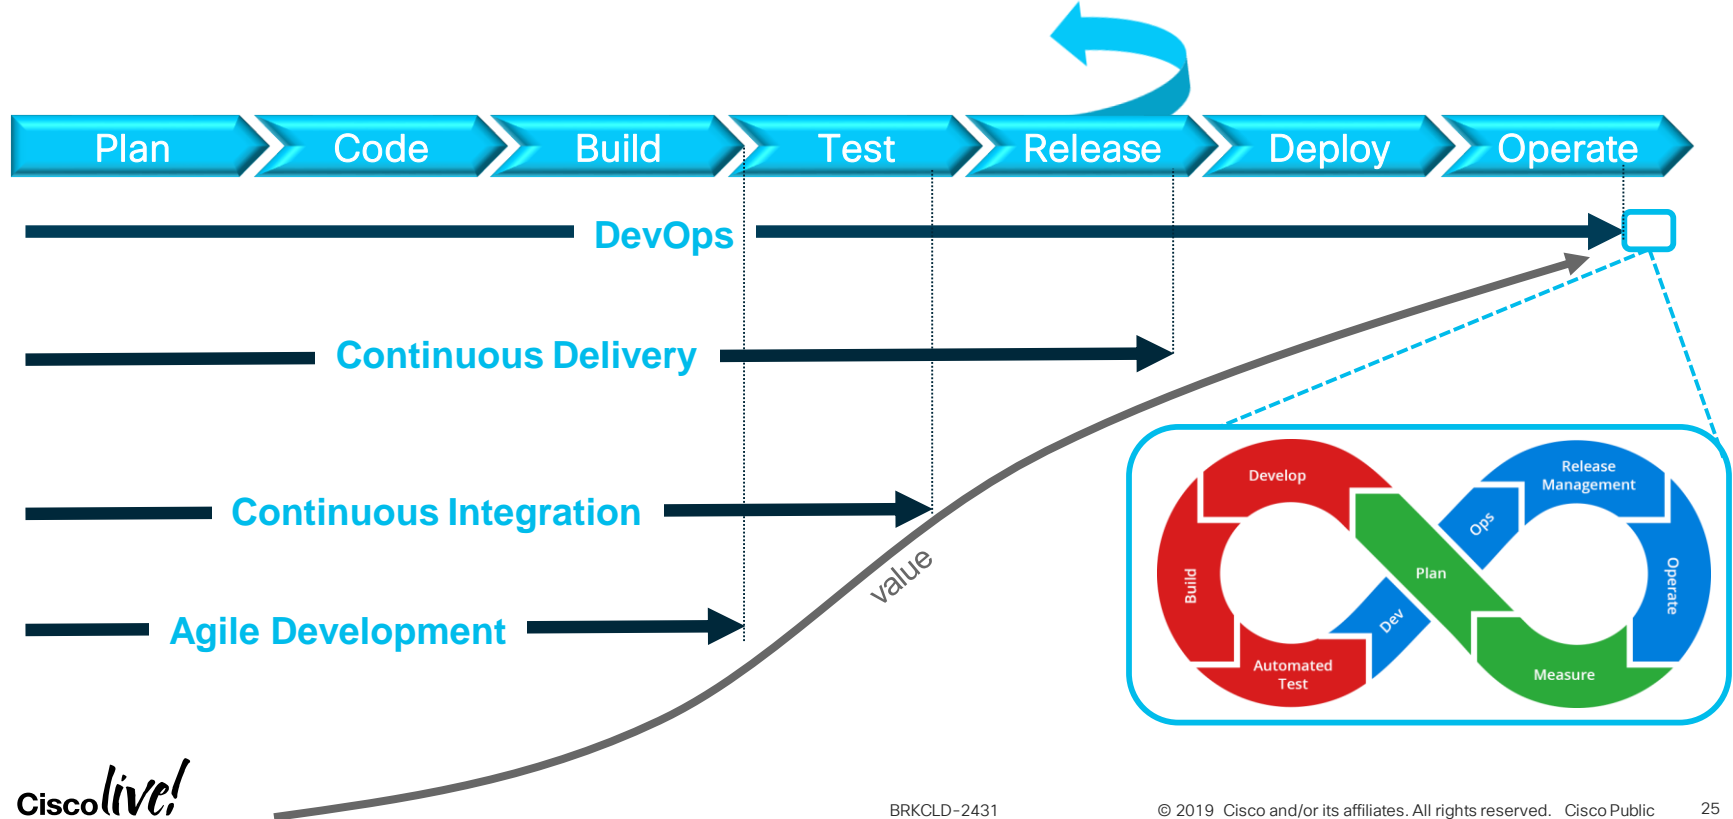 Plan
Code
Build
Test
Release
Deploy
Operate
DevOps
Continuous Delivery
Continuous Integration
Agile Development
value
Develop
Build
Automated
Test
Dev
Plan
Ops
Release
Management
Operate
Measure
Cisco live!
BRKCLD-2431
© 2019 Cisco and/or its affiliates. All rights reserved. Cisco Public
25